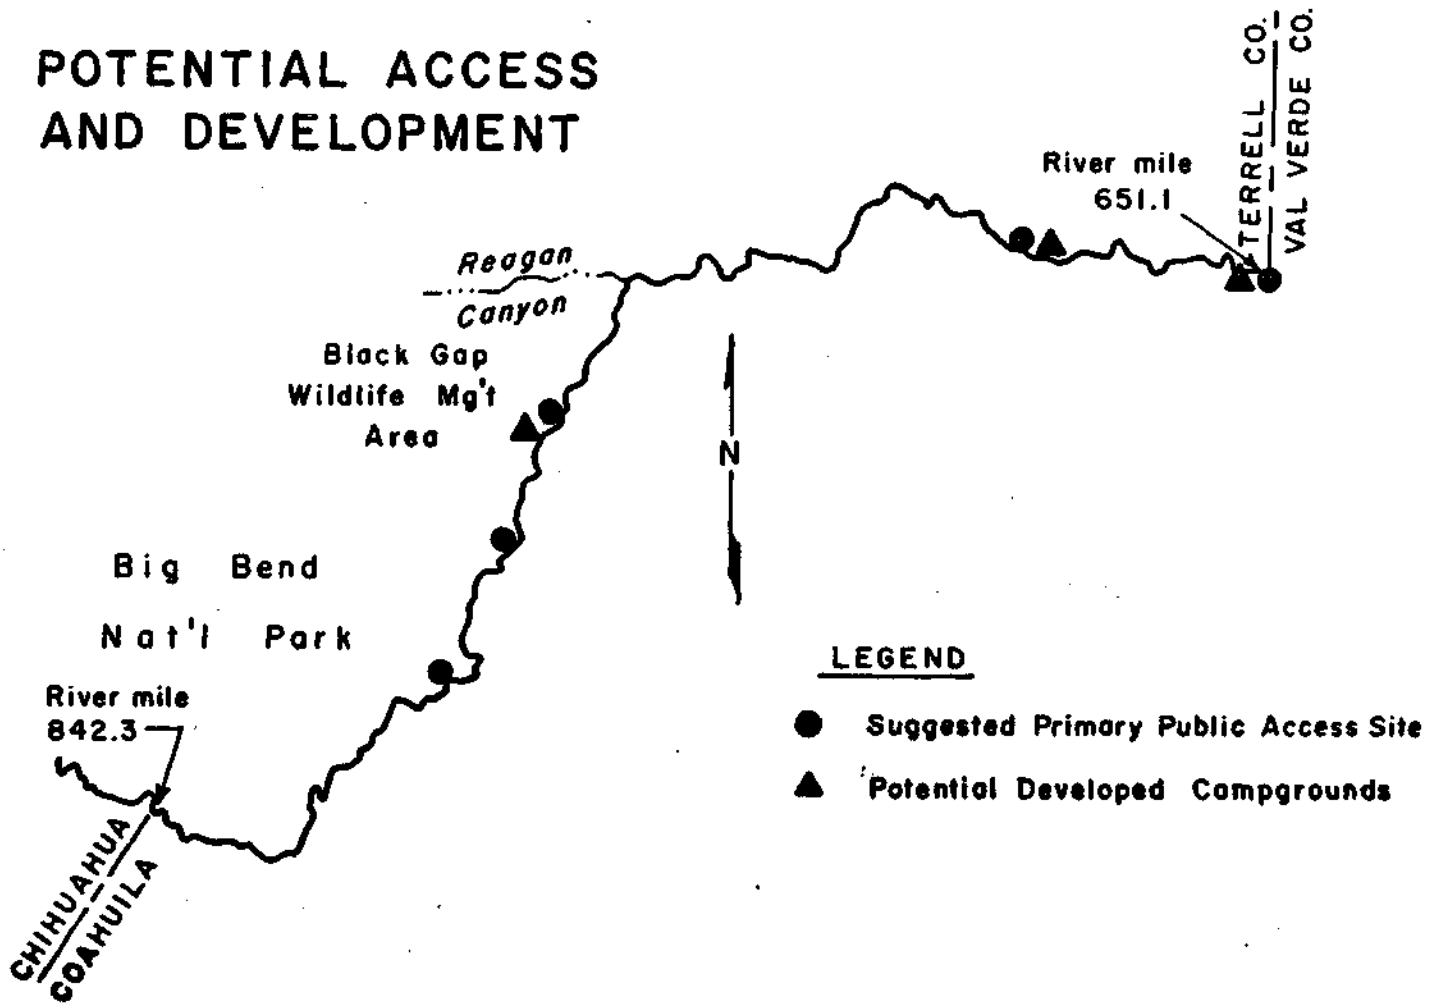 POTENTIAL ACCESS
AND DEVELOPMENT
TERRELL CO.
VAL VERDE CO.
River mile
651.1
Reagan
Canyon
Black Gap
Wildlife Mg't
Area
N
Big Bend
Nat'l Park
River mile
842.3
CHIHUAHUA
COAHUILA
LEGEND
Suggested Primary Public Access Site
Potential Developed Campgrounds